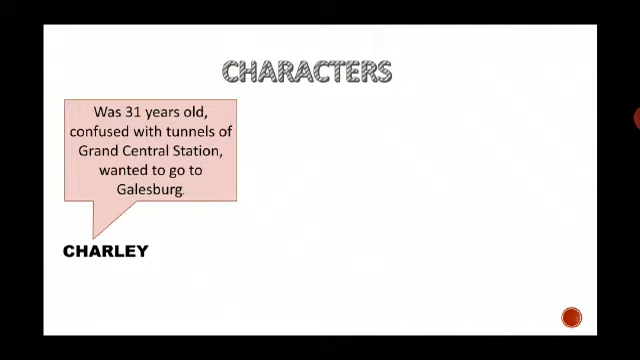 CHARACTERS
Was 31 years old,
confused with tunnels of
Grand Central Station,
wanted to go to
Galesburg.
CHARLEY